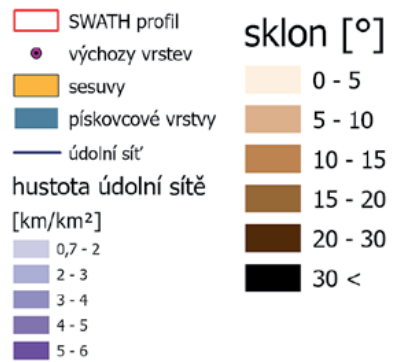 SWATH profil
výchozy vrstev
sesuvy
pískovcové vrstvy
údolní síť
hustota údolní sítě
[km/km²]
0,7 - 2
2 - 3
3 - 4
4 - 5
5 - 6
sklon [°]
0 - 5
5 - 10
10 - 15
15 - 20
20 - 30
30 <